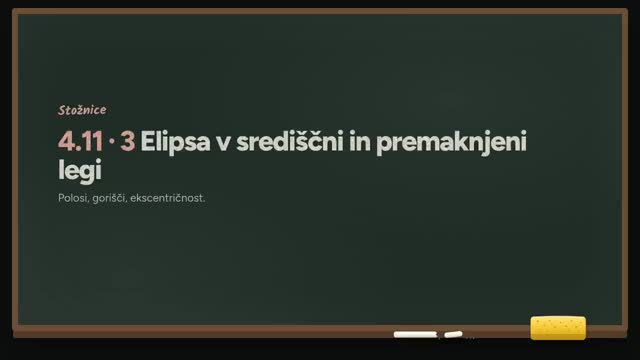 Stožnice
4.11 · 3 Elipsa v središčni in premaknjeni
legi
Polosi, gorišči, ekscentričnost.